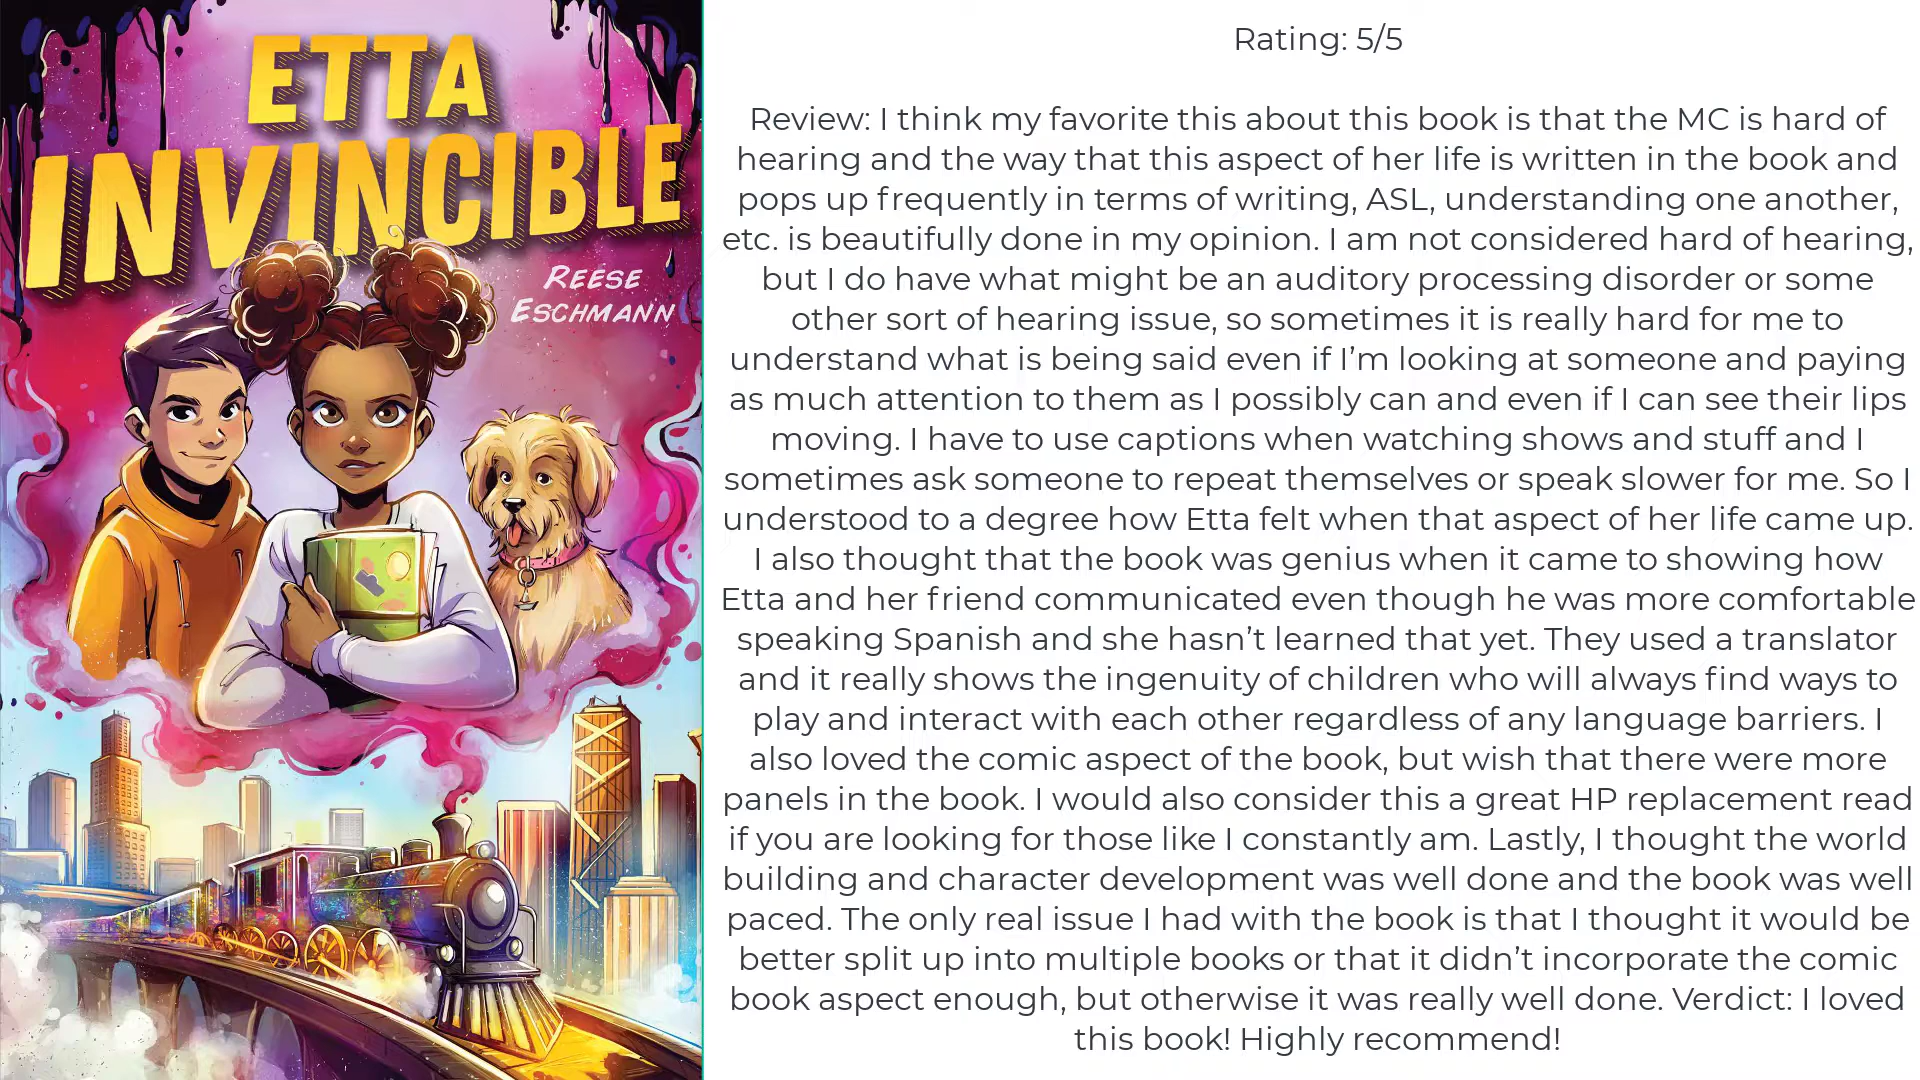 ETTA
INVINCIBLE
REESE
ESCHMANN
Rating: 5/5
Review: I think my favorite this about this book is that the MC is hard of
hearing and the way that this aspect of her life is written in the book and
pops up frequently in terms of writing, ASL, understanding one another,
etc. is beautifully done in my opinion. I am not considered hard of hearing,
but I do have what might be an auditory processing disorder or some
other sort of hearing issue, so sometimes it is really hard for me to
understand what is being said even if I’m looking at someone and paying
as much attention to them as I possibly can and even if I can see their lips
moving. I have to use captions when watching shows and stuff and I
sometimes ask someone to repeat themselves or speak slower for me. So I
understood to a degree how Etta felt when that aspect of her life came up.
I also thought that the book was genius when it came to showing how
Etta and her friend communicated even though he was more comfortable
speaking Spanish and she hasn’t learned that yet. They used a translator
and it really shows the ingenuity of children who will always find ways to
play and interact with each other regardless of any language barriers. I
also loved the comic aspect of the book, but wish that there were more
panels in the book. I would also consider this a great HP replacement read
if you are looking for those like I constantly am. Lastly, I thought the world
building and character development was well done and the book was well
paced. The only real issue I had with the book is that I thought it would be
better split up into multiple books or that it didn’t incorporate the comic
book aspect enough, but otherwise it was really well done. Verdict: I loved
this book! Highly recommend!